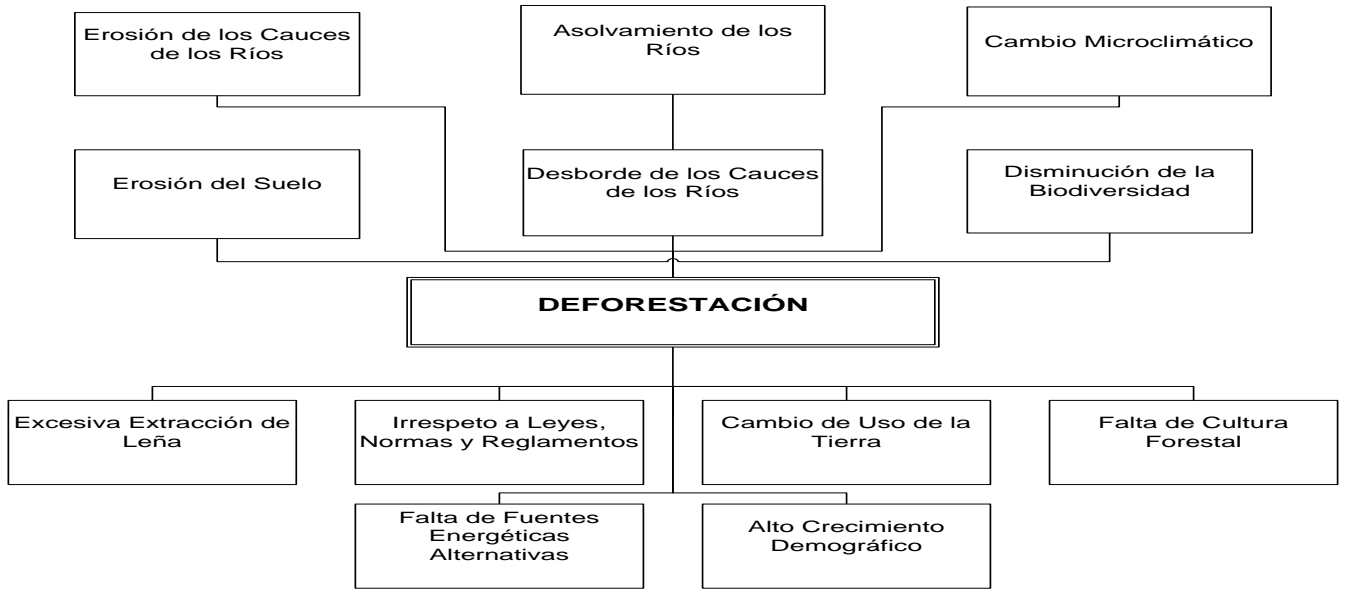 Erosión de los Cauces
de los Ríos
Asolvamiento de los
Ríos
Cambio Microclimático
Erosión del Suelo
Desborde de los Cauces
de los Ríos
Disminución de la
Biodiversidad
DEFORESTACIÓN
Excesiva Extracción de
Leña
Irrespeto a Leyes,
Normas y Reglamentos
Cambio de Uso de la
Tierra
Falta de Cultura
Forestal
Falta de Fuentes
Energéticas
Alternativas
Alto Crecimiento
Demográfico